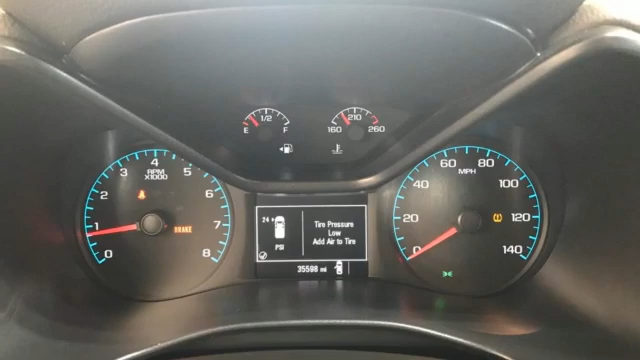 1/2
E F
210
160 260
0 1 2 3 4 5 6 7 8
RPM
X1000
BRAKE
24
PSI
Tire Pressure
Low
Add Air to Tire
35598 mi
0 20 40 60 80 100 120 140
MPH